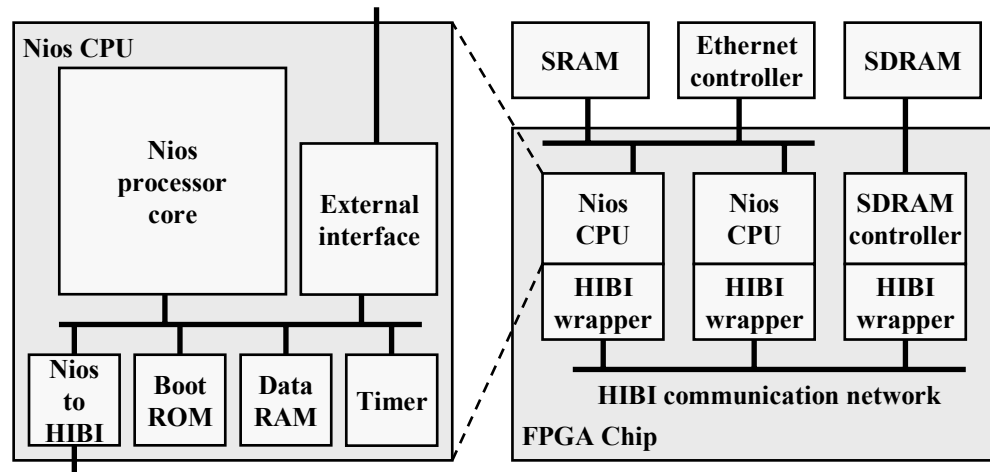 Nios CPU
Nios
processor
core
External
interface
Nios
to
HIBI
Boot
ROM
Data
RAM
Timer
SRAM
Ethernet
controller
SDRAM
Nios
CPU
Nios
CPU
SDRAM
controller
HIBI
wrapper
HIBI
wrapper
HIBI
wrapper
HIBI communication network
FPGA Chip